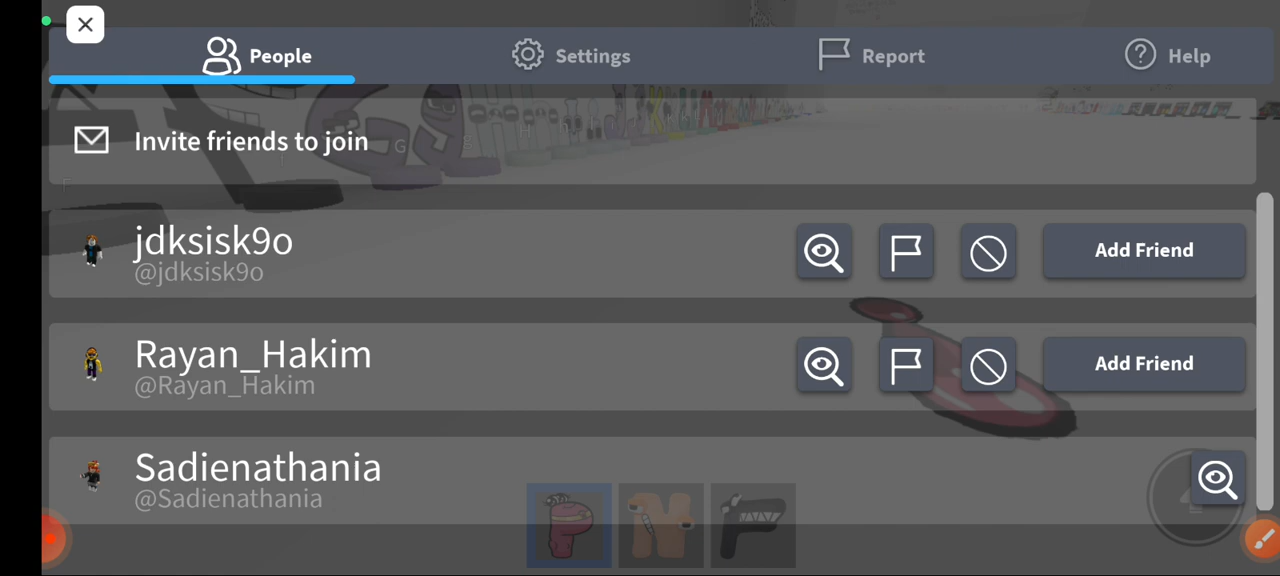 People
Settings
Report
Help
Invite friends to join
jdksisk9o
@jdksisk9o
Add Friend
Rayan_Hakim
@Rayan_Hakim
Add Friend
Sadienathania
@Sadienathania